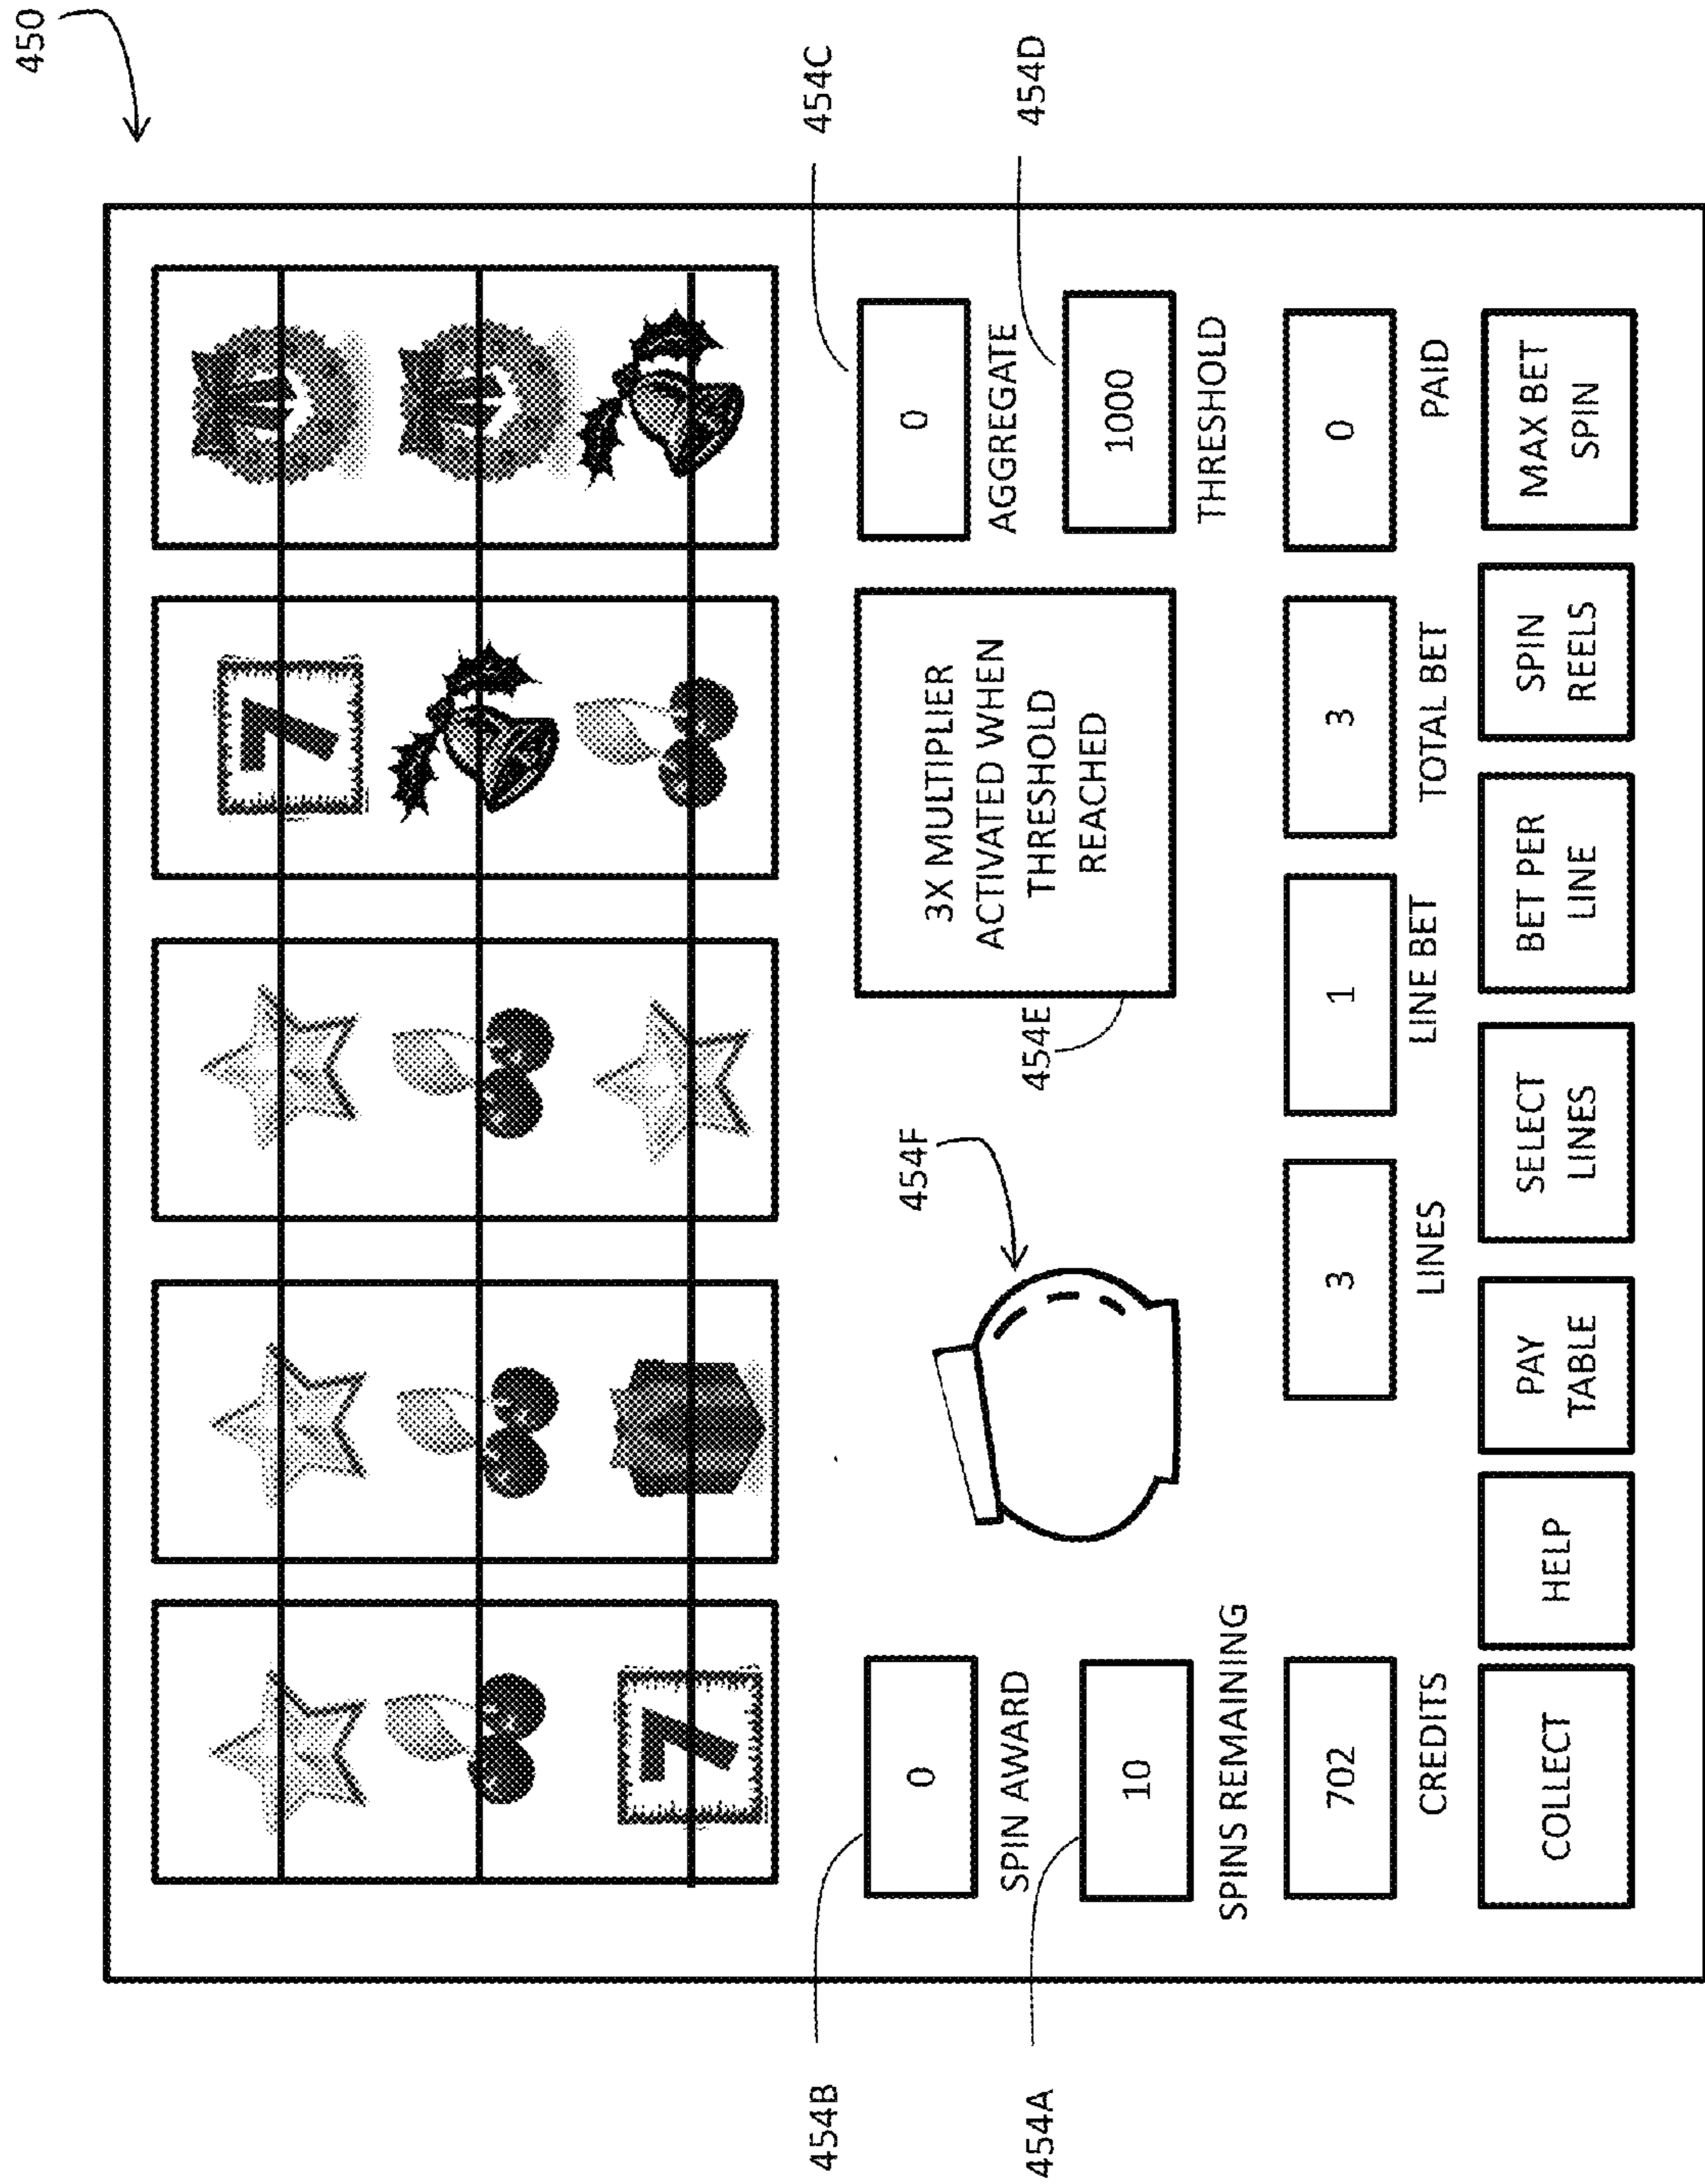 450
7
7
454B
0
SPIN AWARD
454A
10
SPINS REMAINING
454F
454E
3X MULTIPLIER
ACTIVATED WHEN
THRESHOLD
REACHED
454C
0
AGGREGATE
454D
1000
THRESHOLD
702
CREDITS
3
LINES
1
LINE BET
3
TOTAL BET
0
PAID
COLLECT
HELP
PAY
TABLE
SELECT
LINES
BET PER
LINE
SPIN
REELS
MAX BET
SPIN